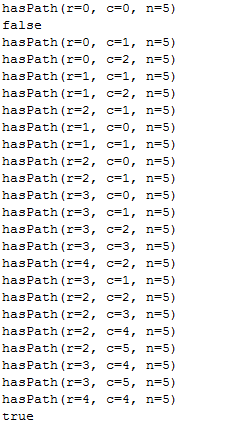 hasPath(r=0, c=0, n=5)
false
hasPath(r=0, c=1, n=5)
hasPath(r=0, c=2, n=5)
hasPath(r=1, c=1, n=5)
hasPath(r=1, c=2, n=5)
hasPath(r=2, c=1, n=5)
hasPath(r=1, c=0, n=5)
hasPath(r=1, c=1, n=5)
hasPath(r=2, c=0, n=5)
hasPath(r=2, c=1, n=5)
hasPath(r=3, c=0, n=5)
hasPath(r=3, c=1, n=5)
hasPath(r=3, c=2, n=5)
hasPath(r=3, c=3, n=5)
hasPath(r=4, c=2, n=5)
hasPath(r=3, c=1, n=5)
hasPath(r=2, c=2, n=5)
hasPath(r=2, c=3, n=5)
hasPath(r=2, c=4, n=5)
hasPath(r=2, c=5, n=5)
hasPath(r=3, c=4, n=5)
hasPath(r=3, c=5, n=5)
hasPath(r=4, c=4, n=5)
true